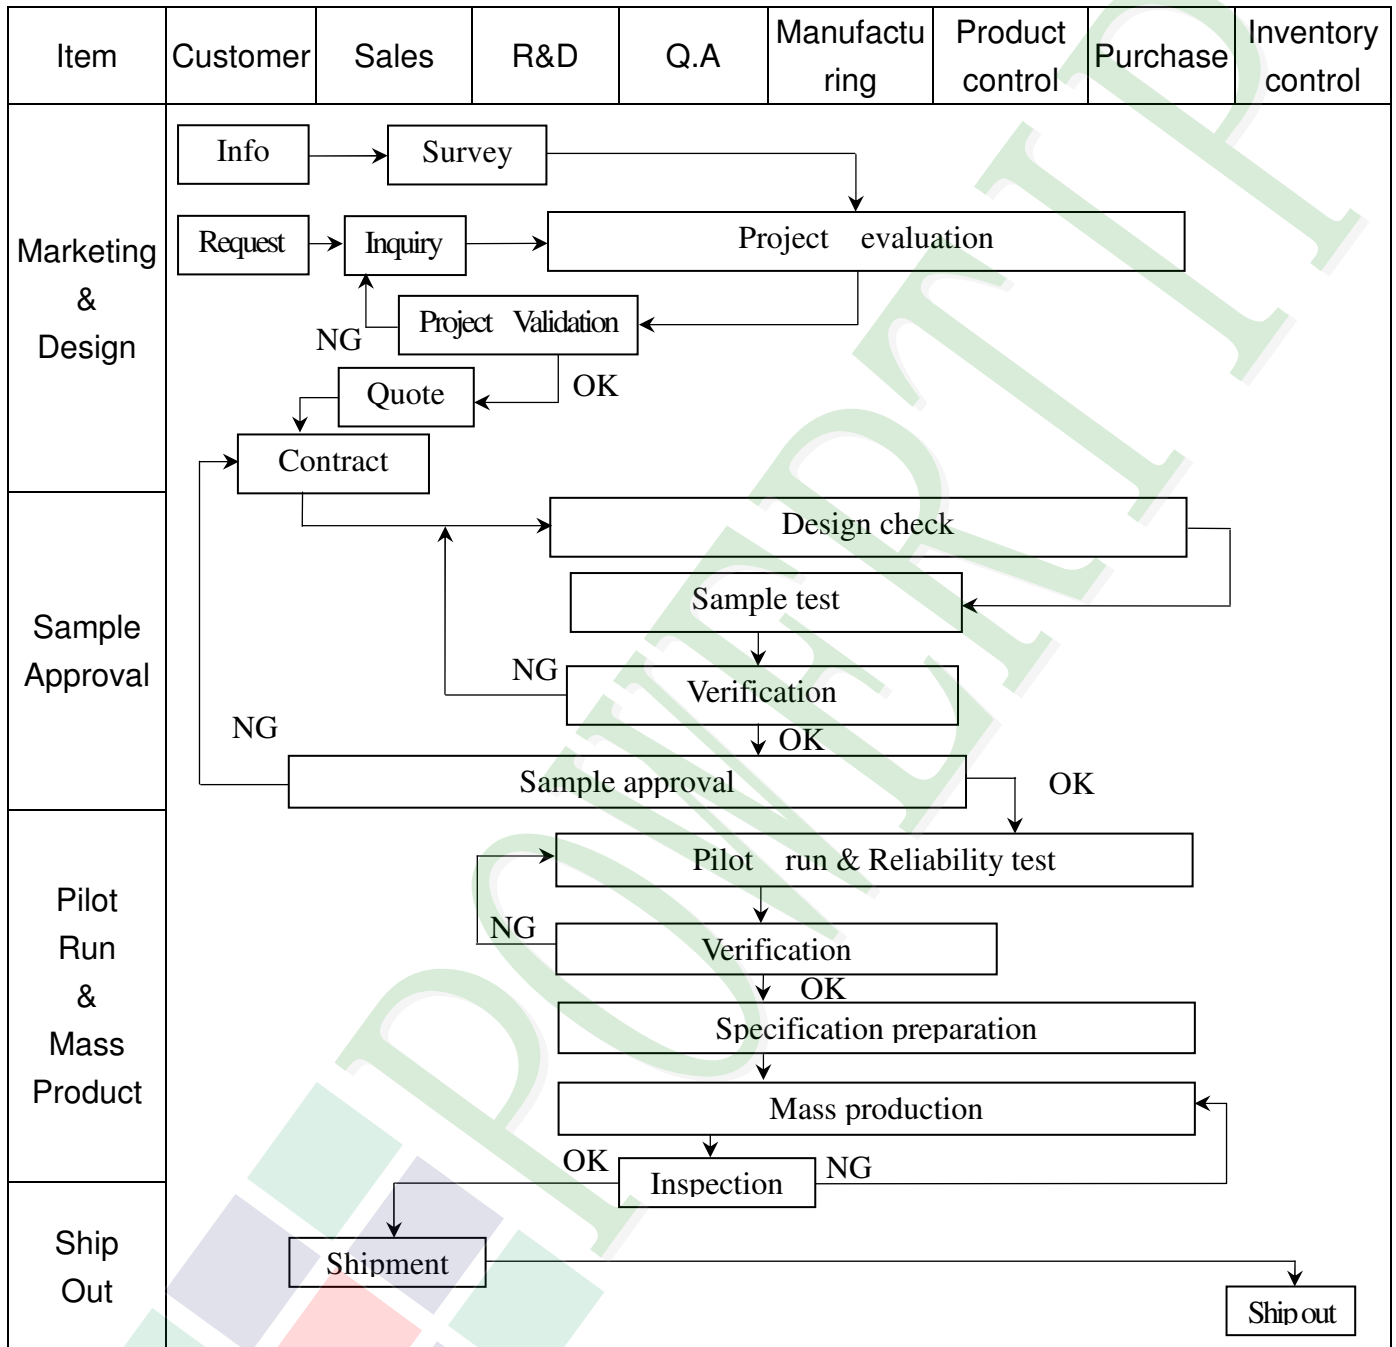 Item
Customer
Sales
R&D
Q.A
Manufactu
ring
Product
control
Purchase
Inventory
control
Marketing
&
Design
Info
Survey
Request
Inquiry
Project evaluation
Project Validation
NG
OK
Quote
Contract
Sample
Approval
Design check
Sample test
NG
Verification
OK
NG
Sample approval
OK
Pilot
Run
&
Mass
Product
Pilot run & Reliability test
NG
Verification
OK
Specification preparation
Mass production
OK
Inspection
NG
Ship
Out
Shipment
Ship out
POWERTIP